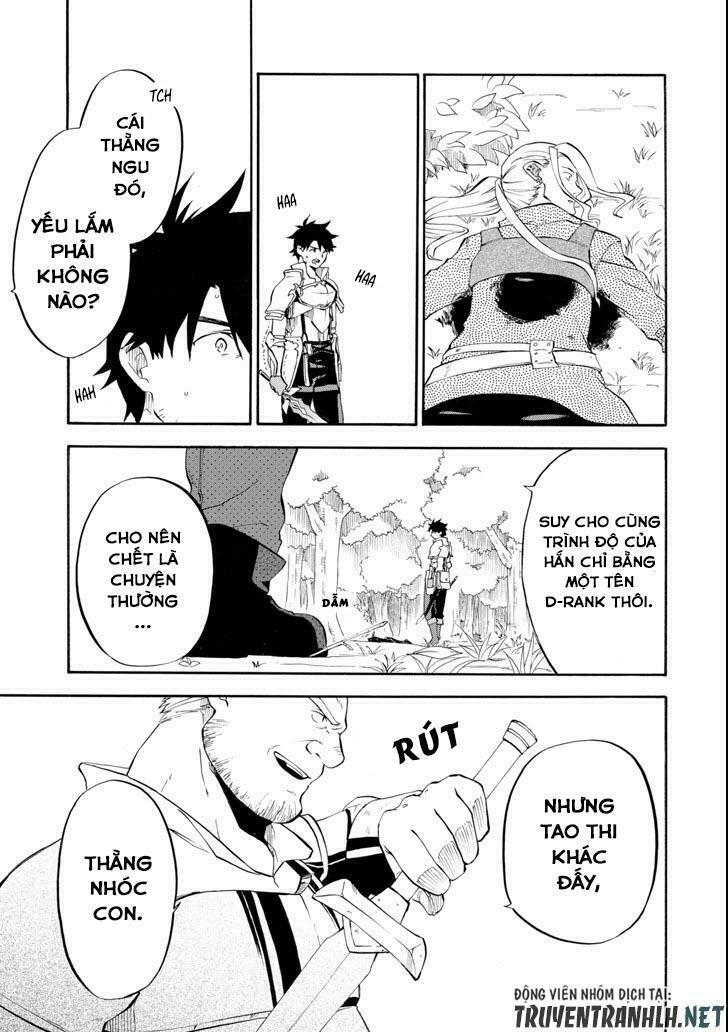 HAA
HAA
TCH
CÁI
THẰNG
NGU
ĐÓ,
YẾU LẮM
PHẢI
KHÔNG
NÀO?
HAH
SUY CHO CÙNG
TRÌNH ĐỘ CỦA
HẮN CHỈ BẰNG
MỘT TÊN
D-RANK THÔI.
DẪM
CHO NÊN
CHẾT LÀ
CHUYỆN
THƯỜNG
...
RÚT
NHƯNG
TAO THI
KHÁC
ĐẤY,
THẰNG
NHÓC
CON.
ĐỘNG VIÊN NHÓM DỊCH TẠI:
TRUYENTRANHLH.NET